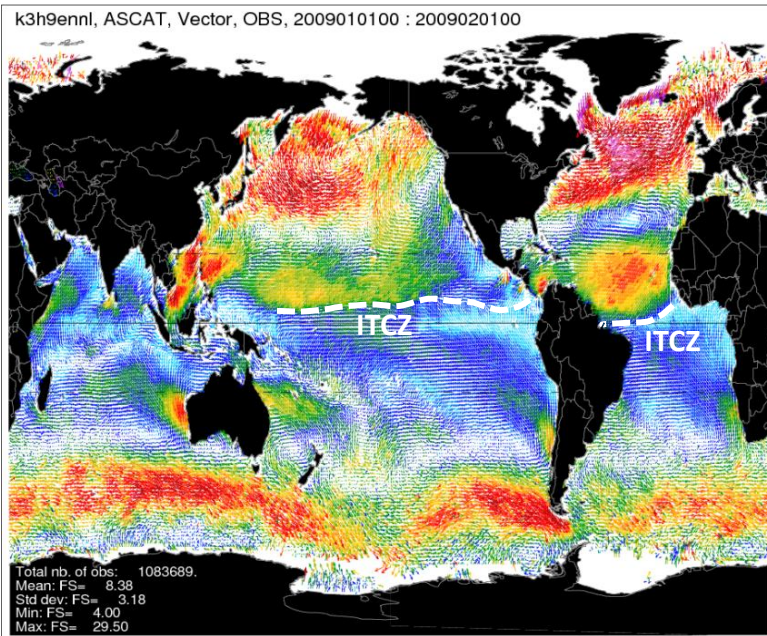 k3h9ennl, ASCAT, Vector, OBS, 2009010100 : 2009020100
ITCZ
ITCZ
Total nb. of obs: 1083689.
Mean: FS= 8.38
Std dev: FS= 3.18
Min: FS= 4.00
Max: FS= 29.50